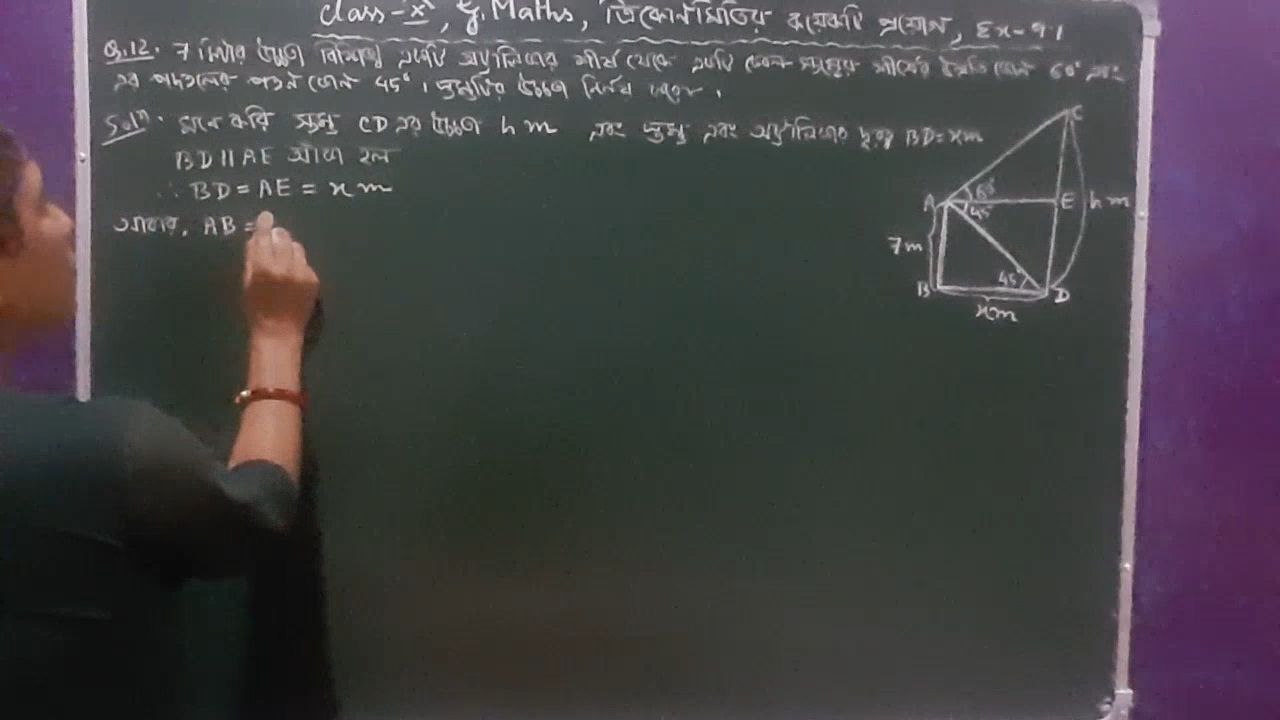 Class-X, G. Maths, ত্রিকোণমিতির কয়েকটি প্রয়োগ, Ex-9.1
Q.12. 7 মিটার উচ্চতা বিশিষ্ট একটি অট্টালিকার শীর্ষ থেকে একটি স্তম্ভের শীর্ষের উন্নতি কোণ 60° এবং
এর পাদদেশের অবনতি কোণ 45°। স্তম্ভটির উচ্চতা নির্ণয় করো।
Solⁿ. মনে করি স্তম্ভ CD এর উচ্চতা h m এবং স্তম্ভ এবং অট্টালিকার দূরত্ব BD = x m
BD || AE
∴ BD = AE = x m
আবার, AB =
C
A 60° E h m
45°
7m
45°
B D
x m